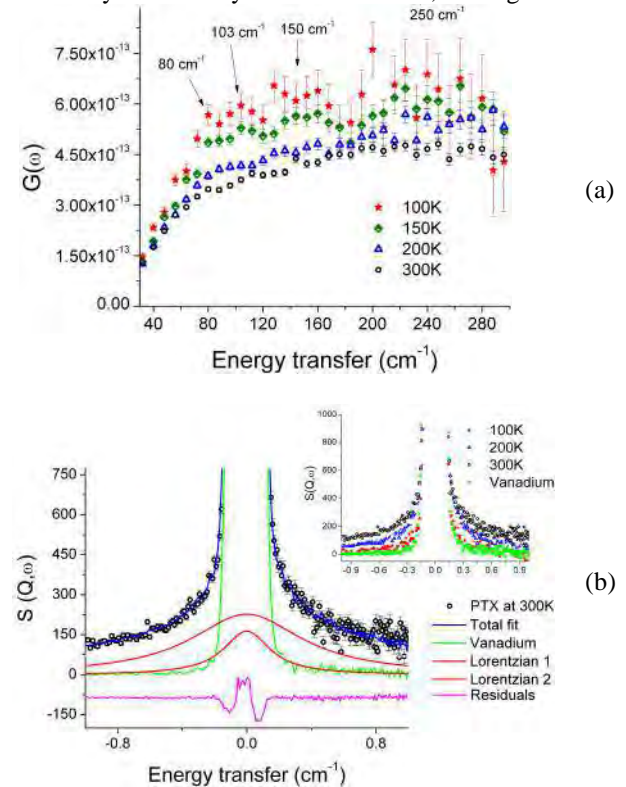 7.50x10⁻¹³
6.00x10⁻¹³
4.50x10⁻¹³
3.00x10⁻¹³
1.50x10⁻¹³
0.00
G(ω)
80 cm⁻¹
103 cm⁻¹
150 cm⁻¹
250 cm⁻¹
100K
150K
200K
300K
40 80 120 160 200 240 280
Energy transfer (cm⁻¹)
(a)
750
600
450
300
150
0
-150
S (Q,ω)
1000
800
600
400
200
0
S(Q,ω)
100K
200K
300K
Vanadium
-0.9 -0.6 -0.3 0.0 0.3 0.6 0.9
Energy transfer (cm⁻¹)
PTX at 300K
Total fit
Vanadium
Lorentzian 1
Lorentzian 2
Residuals
-0.8 0.0 0.8
Energy transfer (cm⁻¹)
(b)